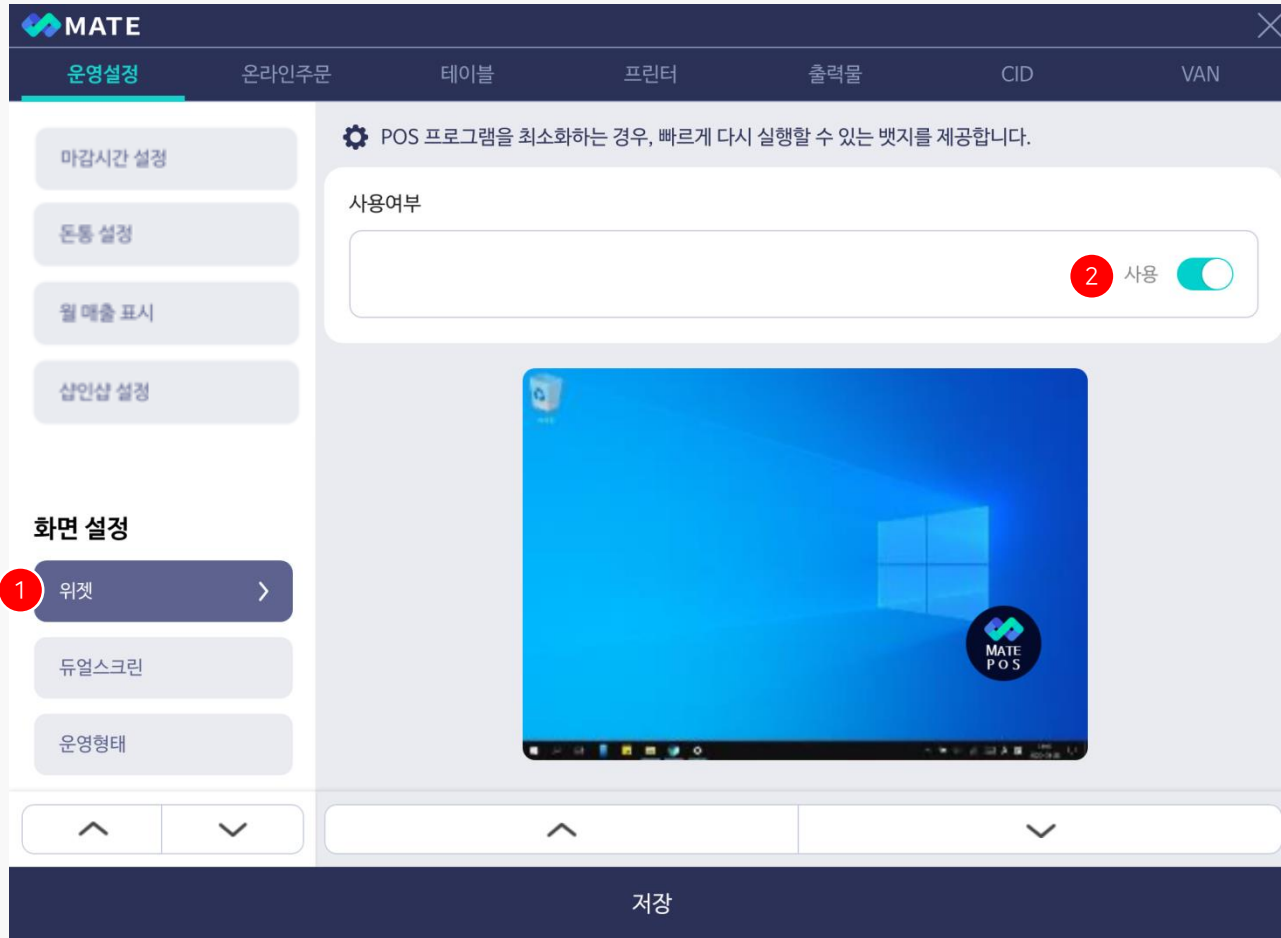 MATE
운영설정 온라인주문 테이블 프린터 출력물 CID VAN
마감시간 설정
돈통 설정
월 매출 표시
샵인샵 설정
화면 설정
1 위젯
듀얼스크린
운영형태
POS 프로그램을 최소화하는 경우, 빠르게 다시 실행할 수 있는 뱃지를 제공합니다.
사용여부
2 사용
MATE
POS
저장